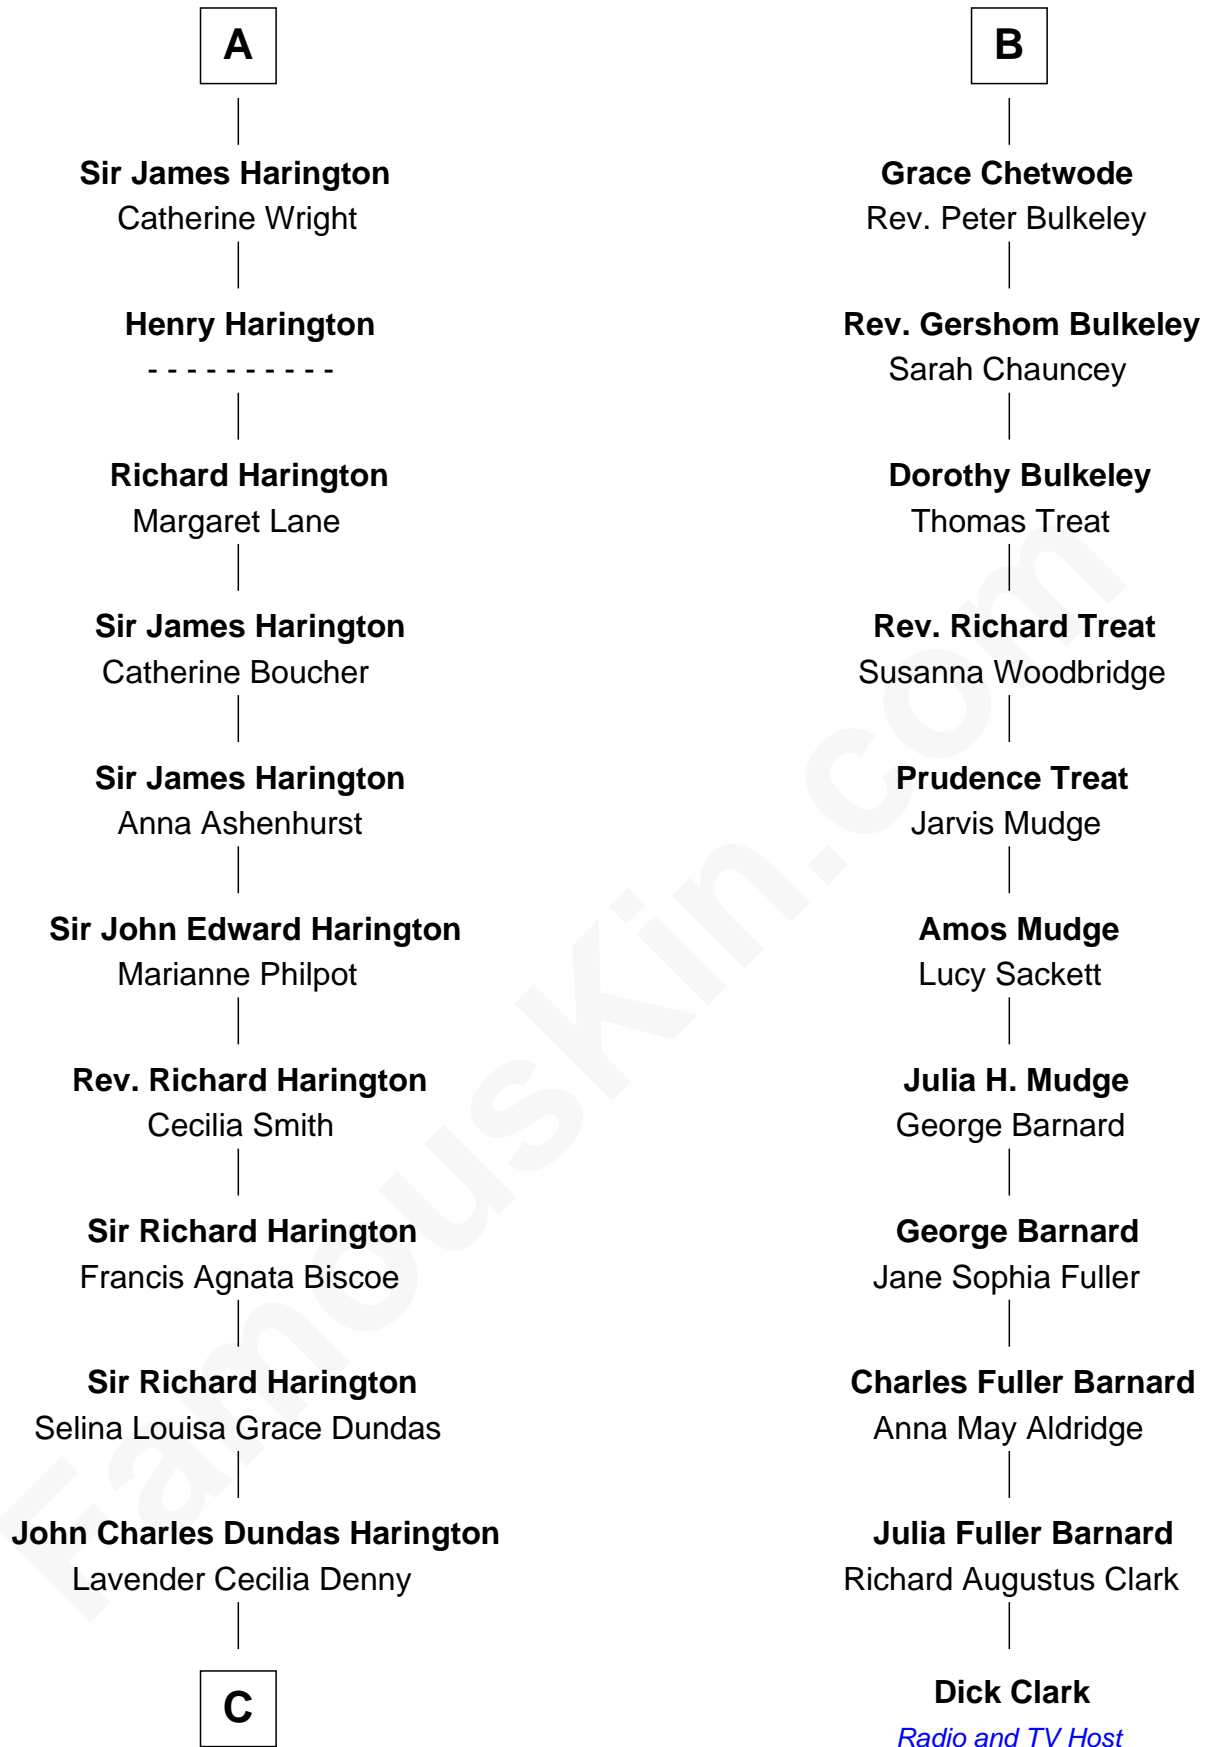 A
Sir James Harington
Catherine Wright
Henry Harington
- - - - - - - - - -
Richard Harington
Margaret Lane
Sir James Harington
Catherine Boucher
Sir James Harington
Anna Ashenhurst
Sir John Edward Harington
Marianne Philpot
Rev. Richard Harington
Cecilia Smith
Sir Richard Harington
Francis Agnata Biscoe
Sir Richard Harington
Selina Louisa Grace Dundas
John Charles Dundas Harington
Lavender Cecilia Denny
C
B
Grace Chetwode
Rev. Peter Bulkeley
Rev. Gershom Bulkeley
Sarah Chauncey
Dorothy Bulkeley
Thomas Treat
Rev. Richard Treat
Susanna Woodbridge
Prudence Treat
Jarvis Mudge
Amos Mudge
Lucy Sackett
Julia H. Mudge
George Barnard
George Barnard
Jane Sophia Fuller
Charles Fuller Barnard
Anna May Aldridge
Julia Fuller Barnard
Richard Augustus Clark
Dick Clark
Radio and TV Host
FamousKin.com